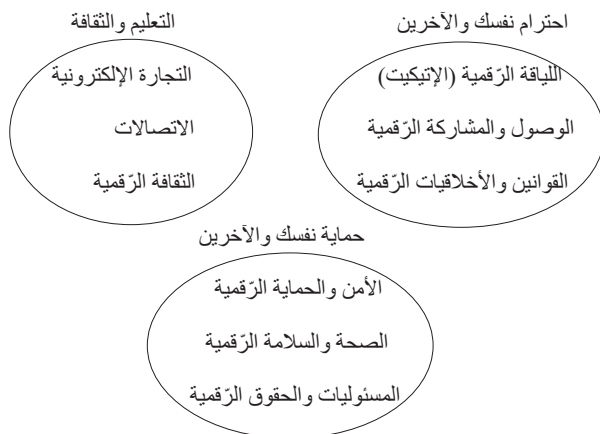 احترام نفسك والآخرين
اللياقة الرّقمية (الإتيكيت)
الوصول والمشاركة الرّقمية
القوانين والأخلاقيات الرّقمية
التعليم والثقافة
التجارة الإلكترونية
الاتصالات
الثقافة الرّقمية
حماية نفسك والآخرين
الأمن والحماية الرّقمية
الصحة والسلامة الرّقمية
المسئوليات والحقوق الرّقمية